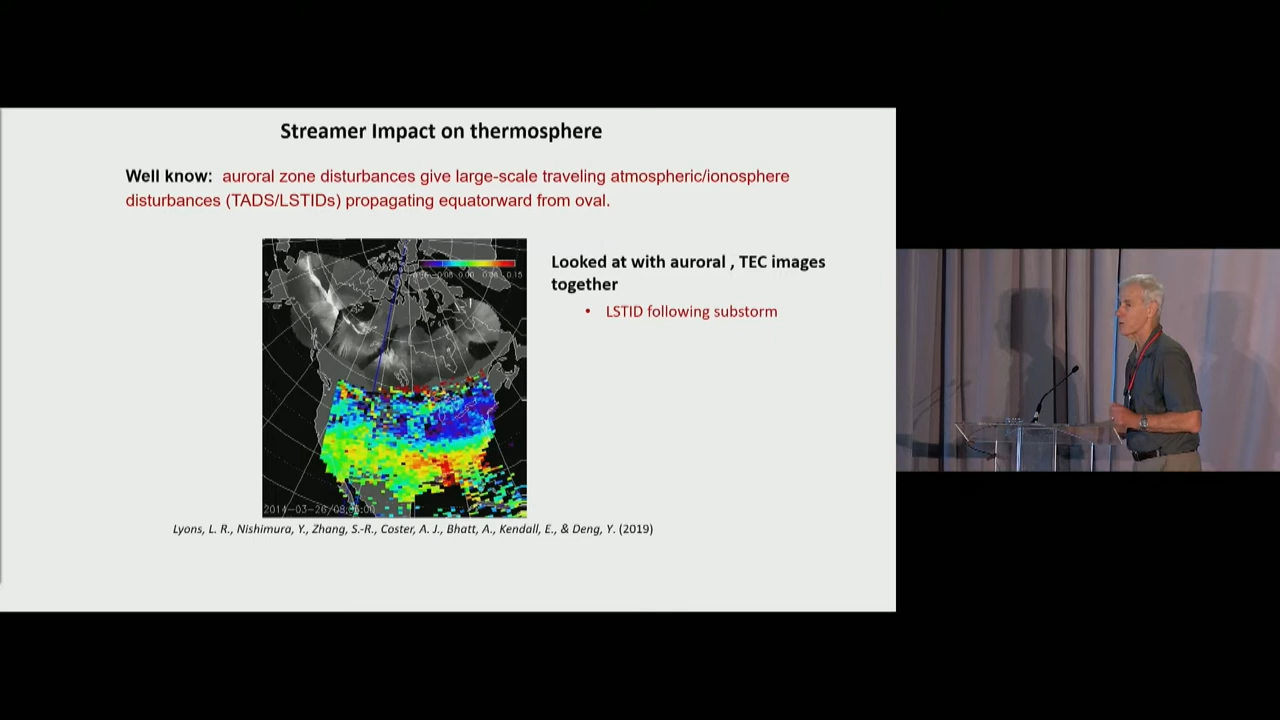 Streamer Impact on thermosphere
Well know: auroral zone disturbances give large-scale traveling atmospheric/ionosphere
disturbances (TADS/LSTIDs) propagating equatorward from oval.
Looked at with auroral , TEC images
together
• LSTID following substorm
Lyons, L. R., Nishimura, Y., Zhang, S.-R., Coster, A. J., Bhatt, A., Kendall, E., & Deng, Y. (2019)